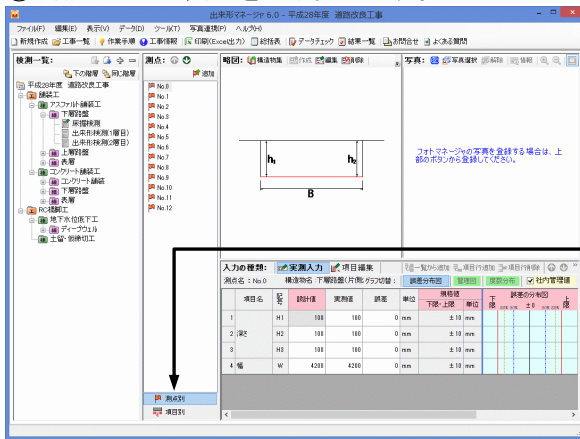 出来形マネージャ 6.0 - 平成28年度 道路改良工事
ファイル(F) 編集(E) 表示(V) データ(D) ツール(T) 写真連携(P) ヘルプ(H)
新規作成 工事一覧 作業手順 工事情報 印刷(Excel出力) 総括表 データチェック 結果一覧 お問合せ よくある質問
検測一覧:
下の階層 同じ階層
平成28年度 道路改良工事
舗装工
アスファルト舗装工
下層路盤
床掘検測
出来形検測(1層目)
出来形検測(2層目)
上層路盤
表層
コンクリート舗装工
コンクリート舗装
下層路盤
表層
RC橋脚工
地下水位低下工
ディープウェル
土留・仮締切工
測点:
追加
No.0
No.1
No.2
No.3
No.4
No.5
No.6
No.7
No.8
No.9
No.10
No.11
No.12
測点別
項目別
略図: 構造物集 新作成 編集 削除
h₁ h₂
B
写真: 写真選択 解除 情報
フォトマネージャの写真を登録する場合は、上部のボタンから登録してください。
入力の種類: 実測入力 項目編集 一覧から追加 項目行追加 項目行削除
測点名:No.0 構造物名:下層路盤(片側 グラフ切替: 誤差分布図 管理図 度数分布 社内管理値
項目名 記号 設計値 実測値 誤差 単位 規格値 下限・上限 単位 誤差の分布図 下限 ±0 上限
1 H1 100 100 0 mm ±10 mm
2 深さ H2 100 100 0 mm ±10 mm
3 H3 100 100 0 mm ±10 mm
4 幅 W 4200 4200 0 mm ±10 mm